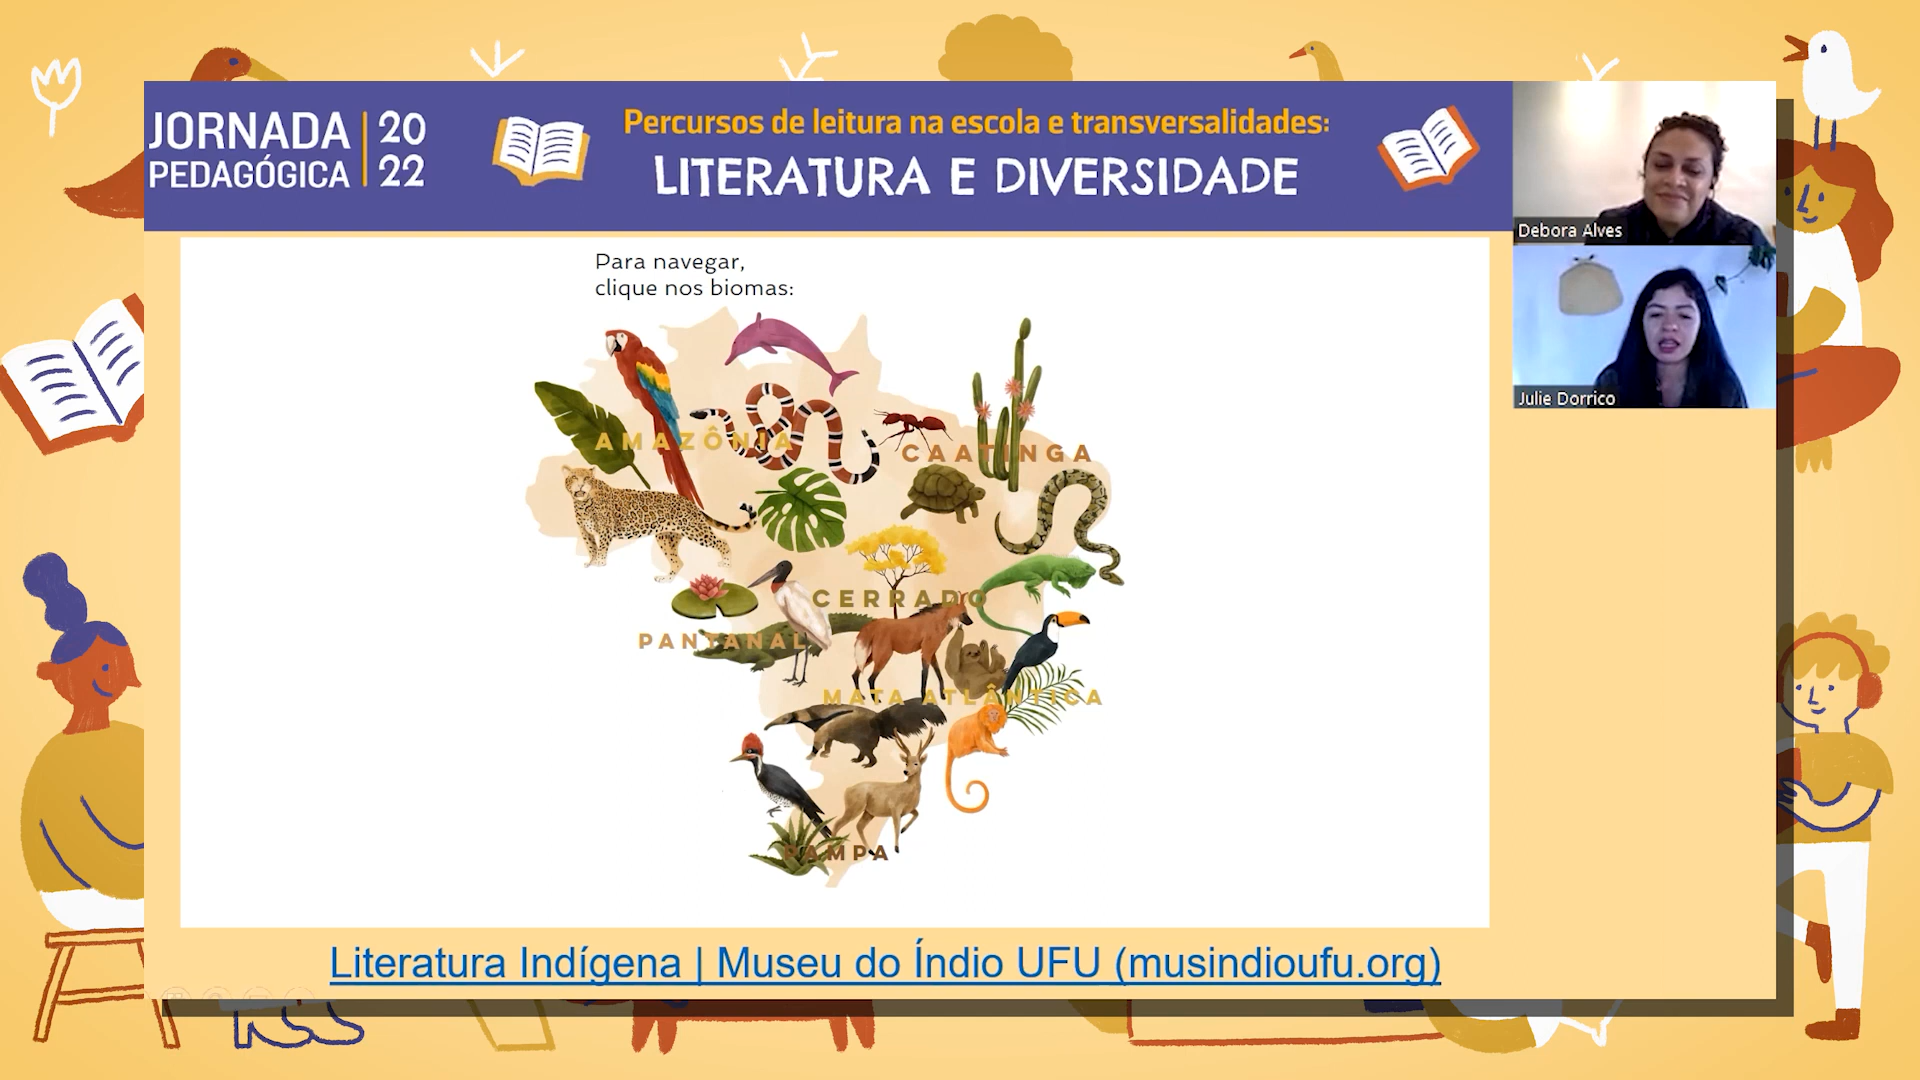 JORNADA
PEDAGÓGICA
20
22
Percursos de leitura na escola e transversalidades:
LITERATURA E DIVERSIDADE
Debora Alves
Julie Dorrico
Para navegar,
clique nos biomas:
AMAZÔNIA
CAATINGA
CERRADO
PANTANAL
MATA ATLÂNTICA
PAMPA
Literatura Indígena | Museu do Índio UFU (musindioufu.org)